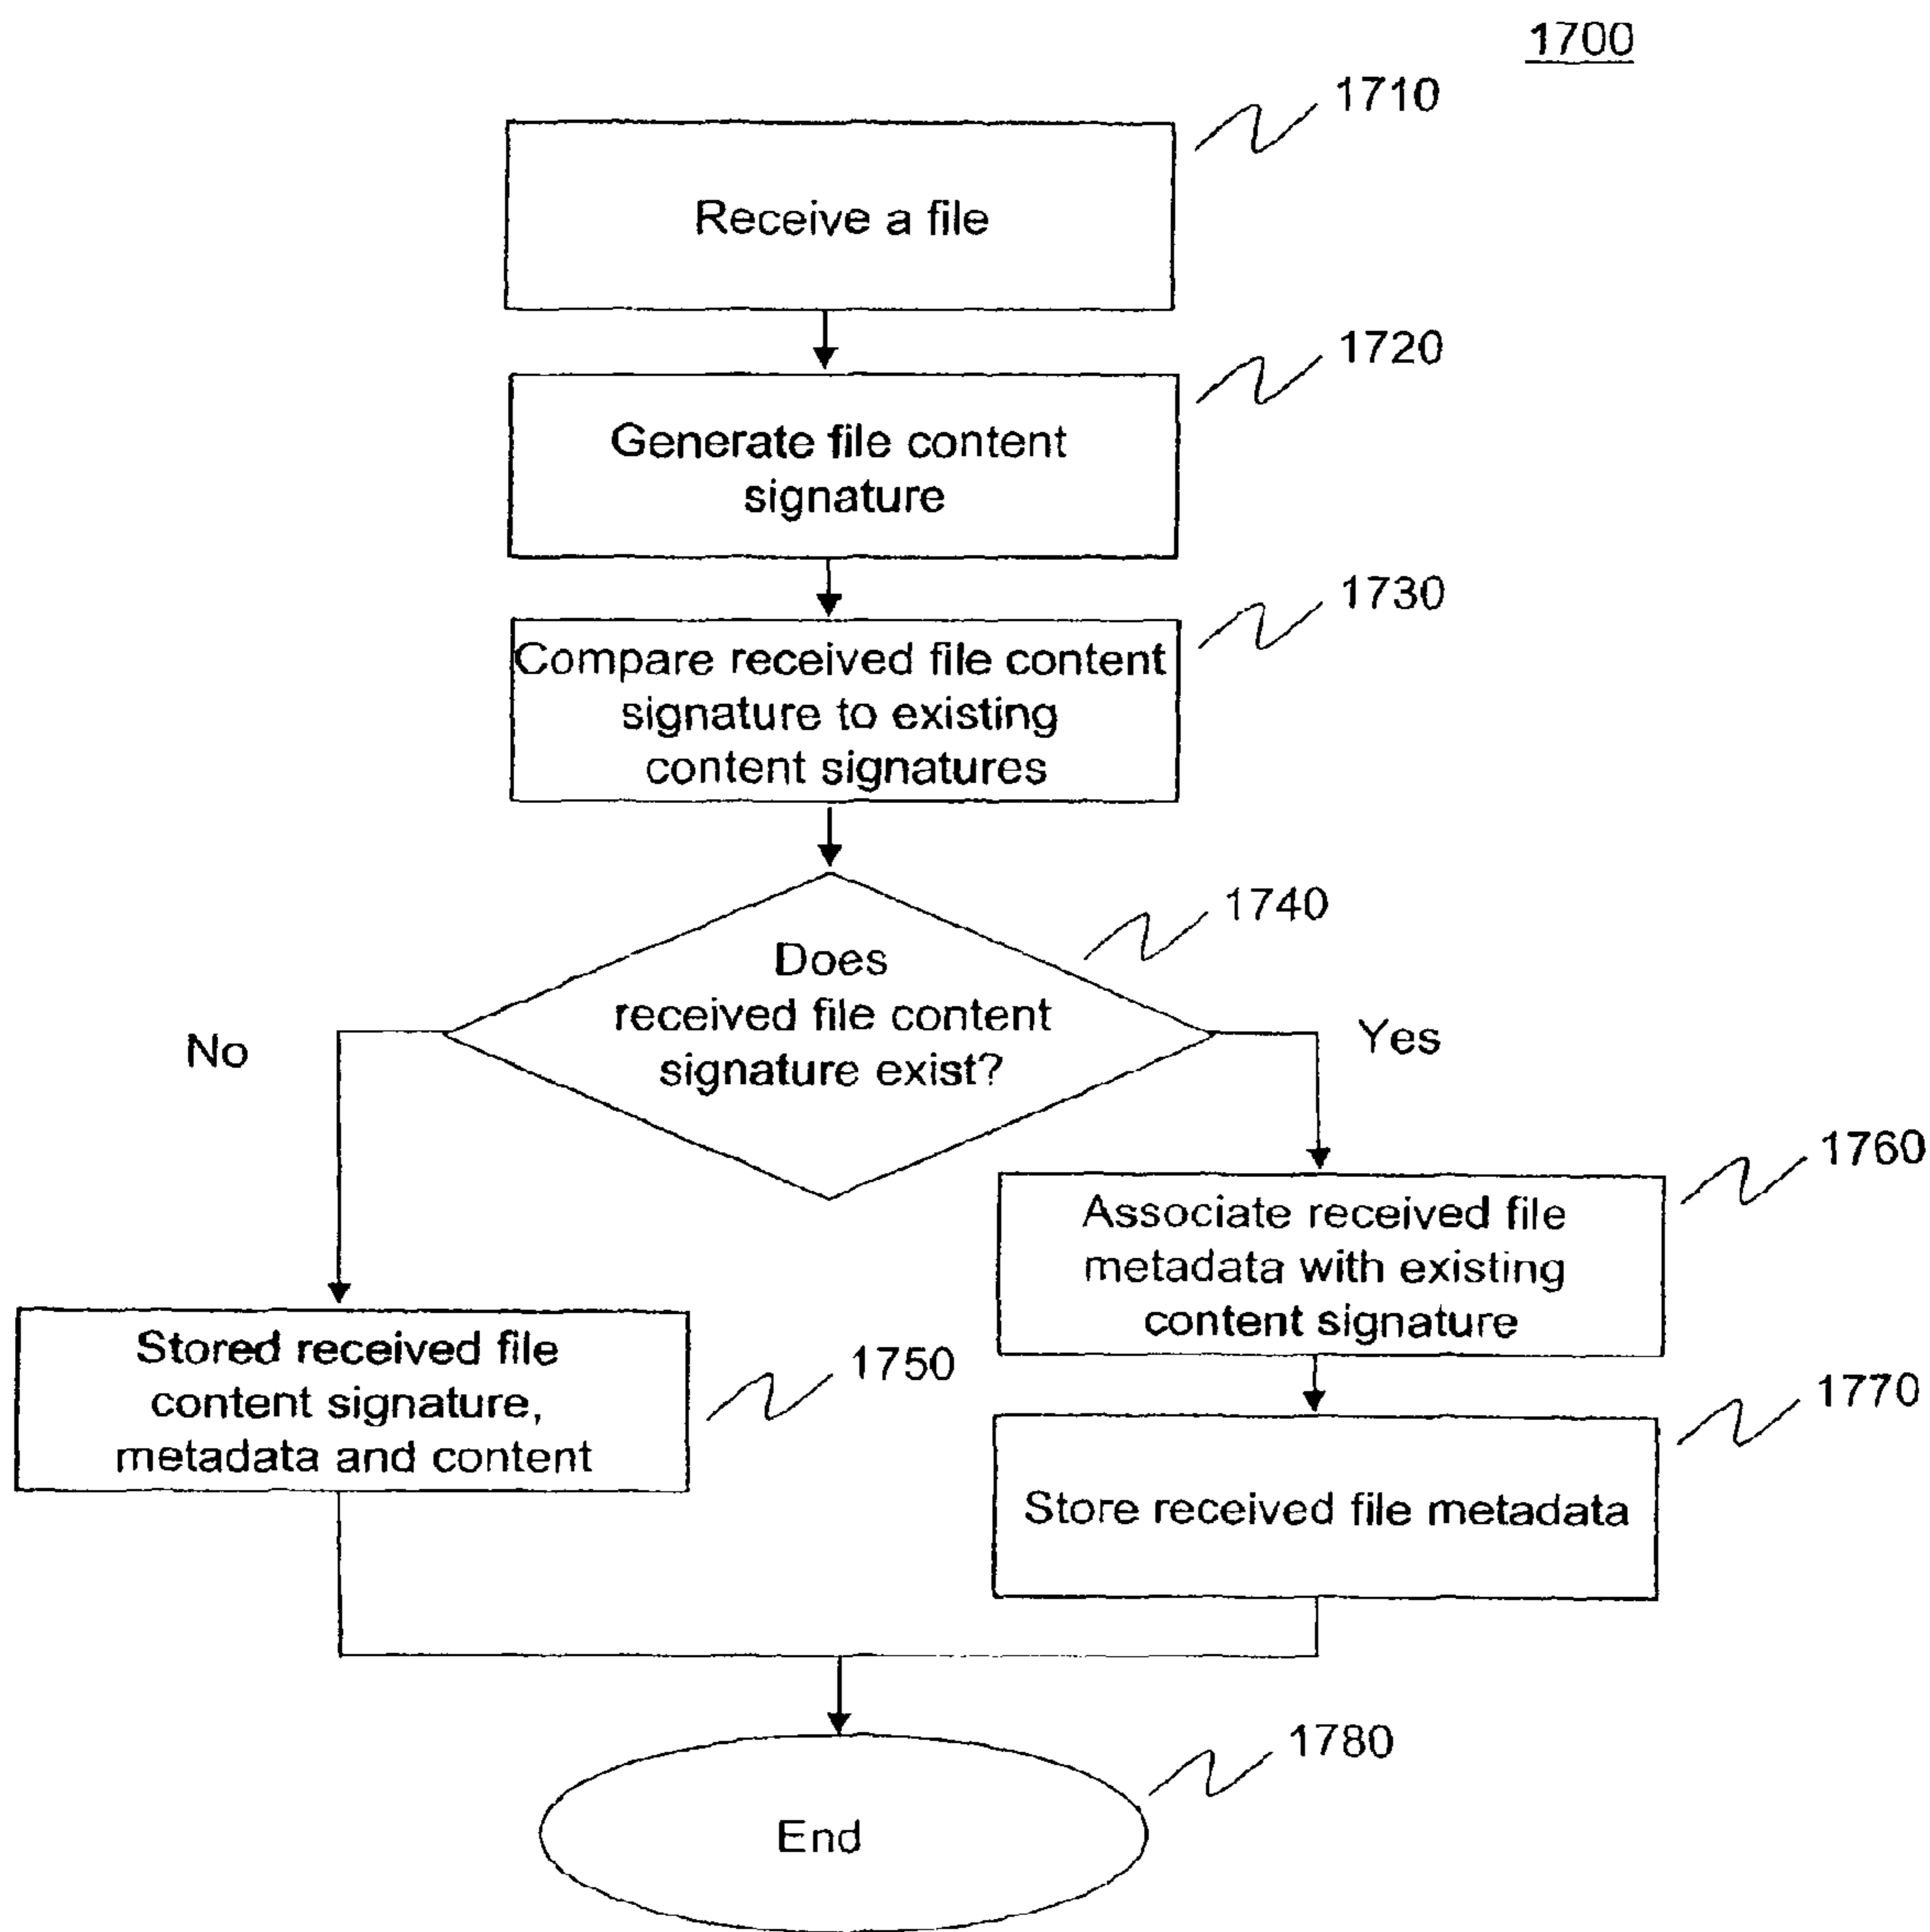 1700
1710
Receive a file
1720
Generate file content
signature
1730
Compare received file content
signature to existing
content signatures
1740
Does
received file content
signature exist?
No
Yes
1760
Associate received file
metadata with existing
content signature
1750
Stored received file
content signature,
metadata and content
1770
Store received file metadata
1780
End